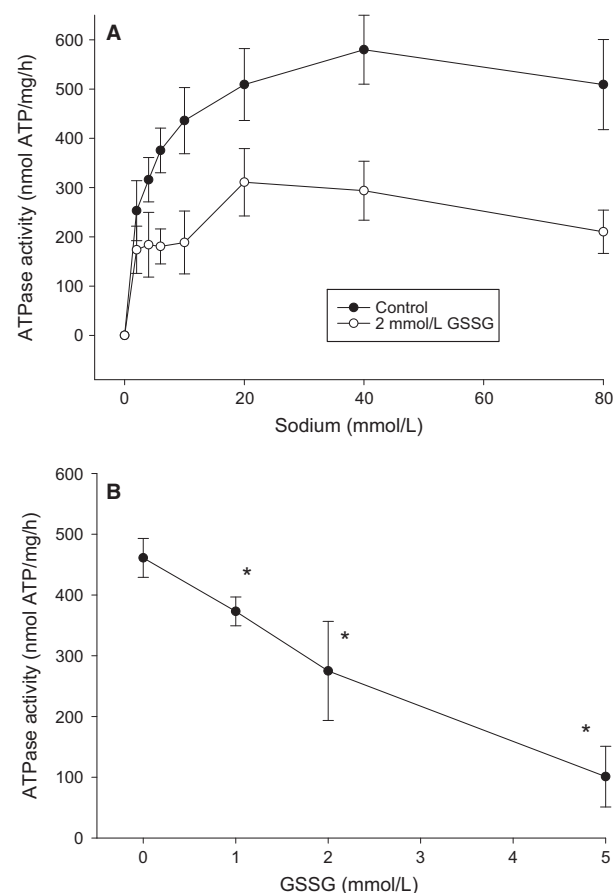 A
600
500
400
300
200
100
0
ATPase activity (nmol ATP/mg/h)
Control
2 mmol/L GSSG
0 20 40 60 80
Sodium (mmol/L)
B
600
500
400
300
200
100
0
ATPase activity (nmol ATP/mg/h)
*
*
*
0 1 2 3 4 5
GSSG (mmol/L)